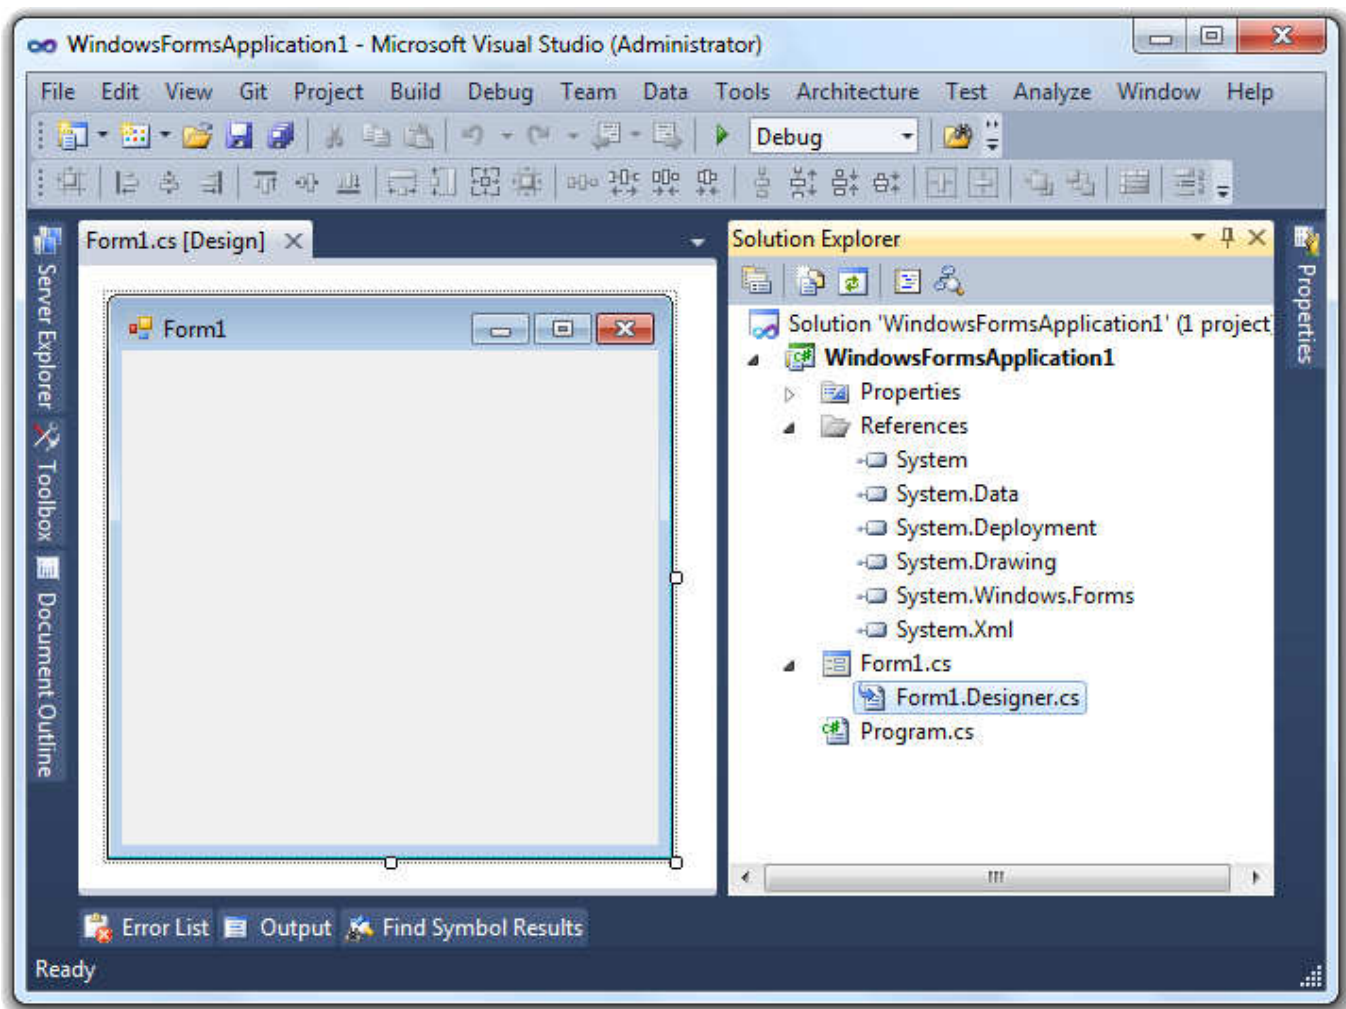 WindowsFormsApplication1 - Microsoft Visual Studio (Administrator)
File Edit View Git Project Build Debug Team Data Tools Architecture Test Analyze Window Help
Debug
Server Explorer
Toolbox
Document Outline
Form1.cs [Design]
Form1
Solution Explorer
Solution 'WindowsFormsApplication1' (1 project
WindowsFormsApplication1
Properties
References
System
System.Data
System.Deployment
System.Drawing
System.Windows.Forms
System.Xml
Form1.cs
Form1.Designer.cs
Program.cs
Properties
Error List Output Find Symbol Results
Ready